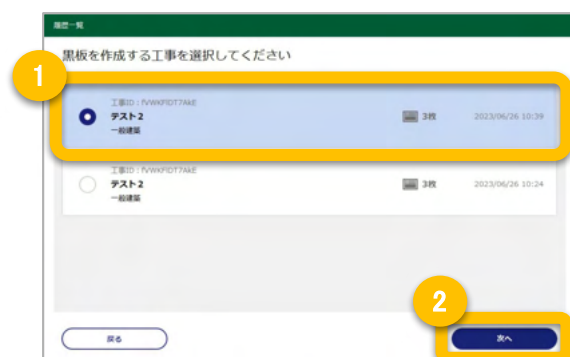 履歴一覧
黒板を作成する工事を選択してください
1
工事ID : fVWKFlDT7AkE
テスト2
一般建築
3枚
2023/06/26 10:39
工事ID : fVWKFlDT7AkE
テスト2
一般建築
3枚
2023/06/26 10:24
2
戻る
次へ